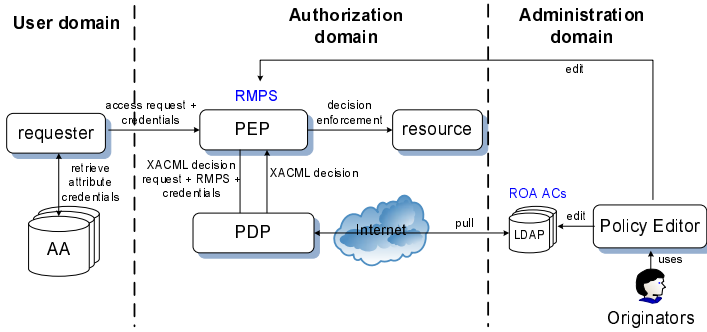 User domain
Authorization
domain
Administration
domain
edit
RMPS
access request +
credentials
requester
PEP
decision
enforcement
resource
retrieve
attribute
credentials
XACML decision
request + RMPS +
credentials
XACML decision
ROA ACs
AA
PDP
Internet
pull
LDAP
edit
Policy Editor
uses
Originators